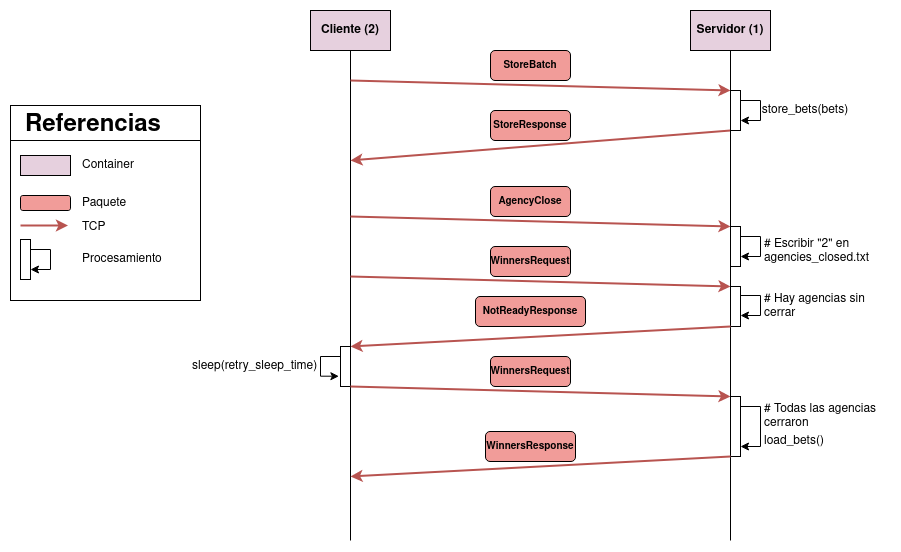 Cliente (2)
Servidor (1)
StoreBatch
store_bets(bets)
StoreResponse
Referencias
Container
Paquete
TCP
Procesamiento
AgencyClose
# Escribir "2" en
agencies_closed.txt
WinnersRequest
# Hay agencias sin
cerrar
NotReadyResponse
sleep(retry_sleep_time)
WinnersRequest
# Todas las agencias
cerraron
load_bets()
WinnersResponse